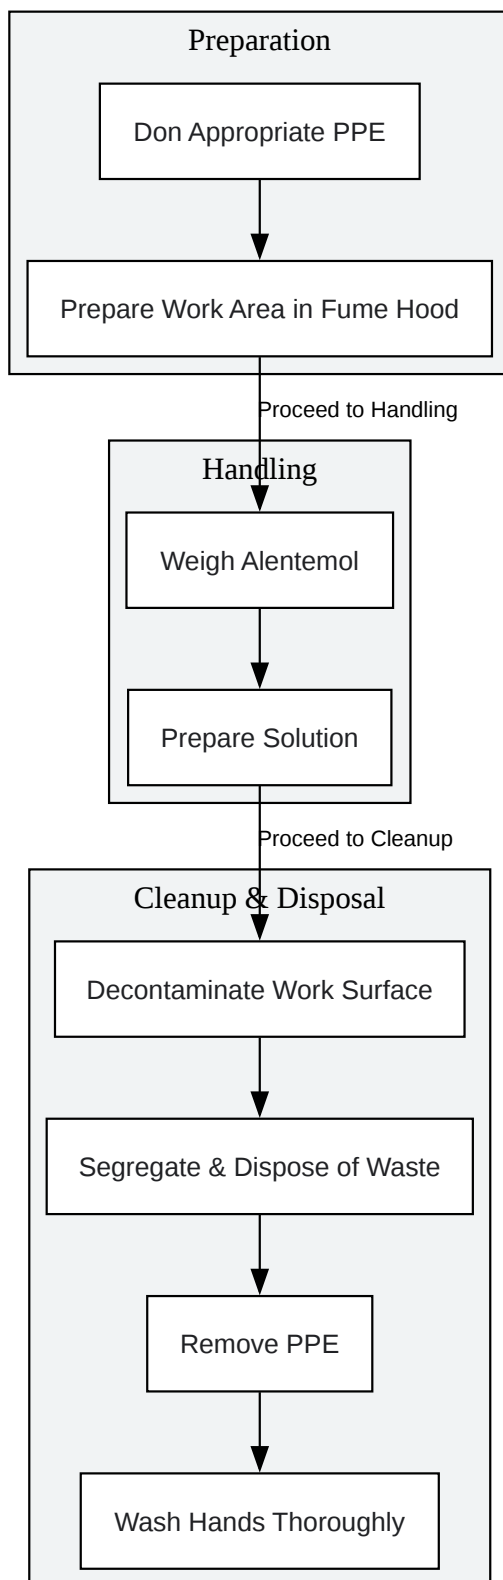 Preparation
Don Appropriate PPE
Prepare Work Area in Fume Hood
Proceed to Handling
Handling
Weigh Alentemol
Prepare Solution
Proceed to Cleanup
Cleanup & Disposal
Decontaminate Work Surface
Segregate & Dispose of Waste
Remove PPE
Wash Hands Thoroughly